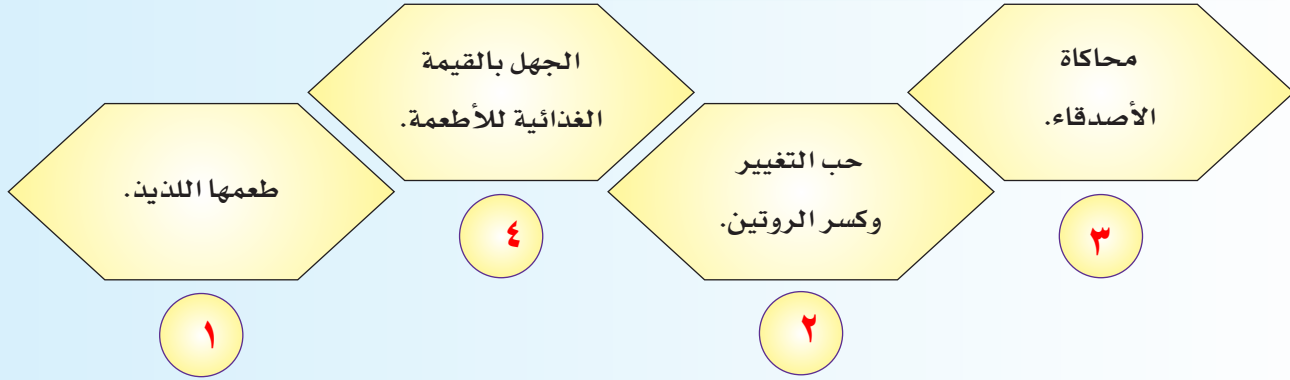 محاكاة
الأصدقاء.
٣
حب التغيير
وكسر الروتين.
٢
الجهل بالقيمة
الغذائية للأطعمة.
٤
طعمها اللذيذ.
١